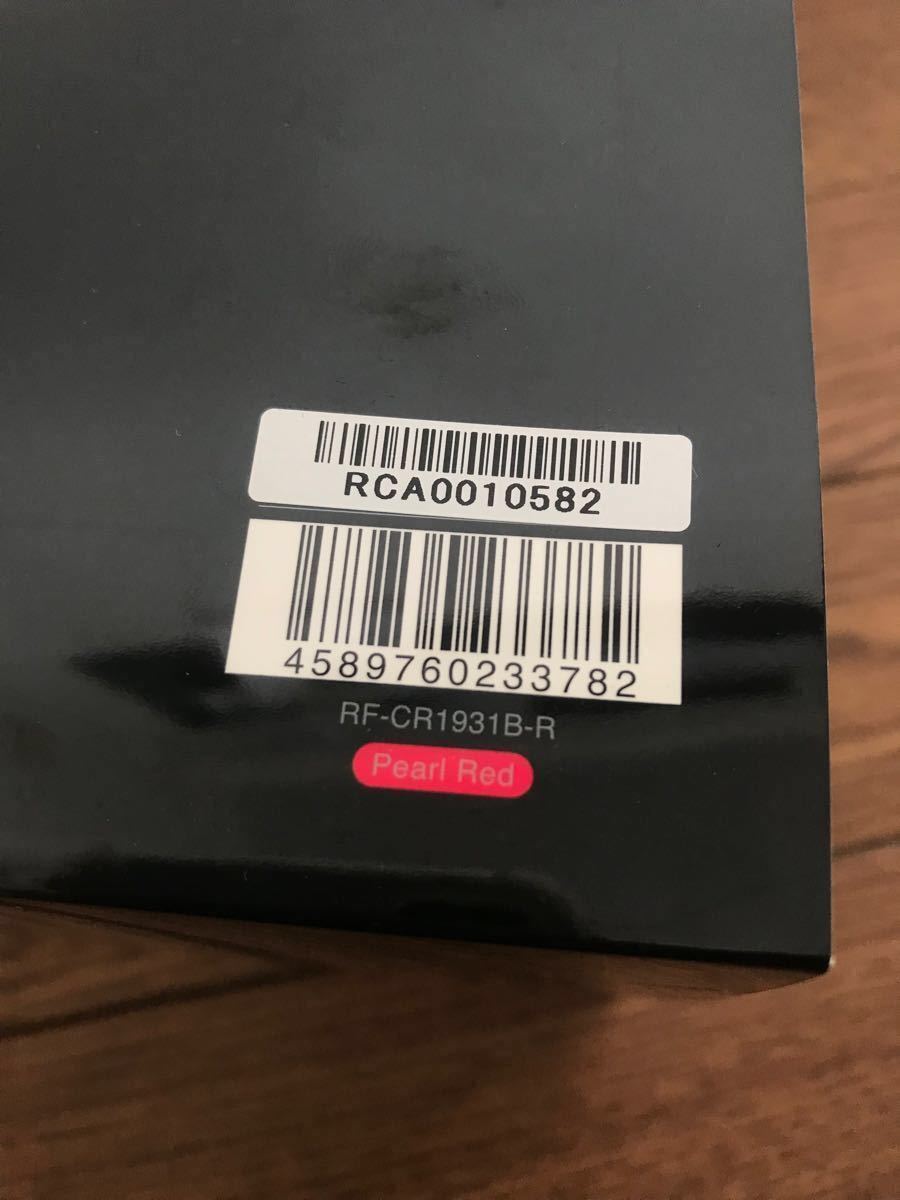 RCA0010582
4589760233782
RF-CR1931B-R
Pearl Red